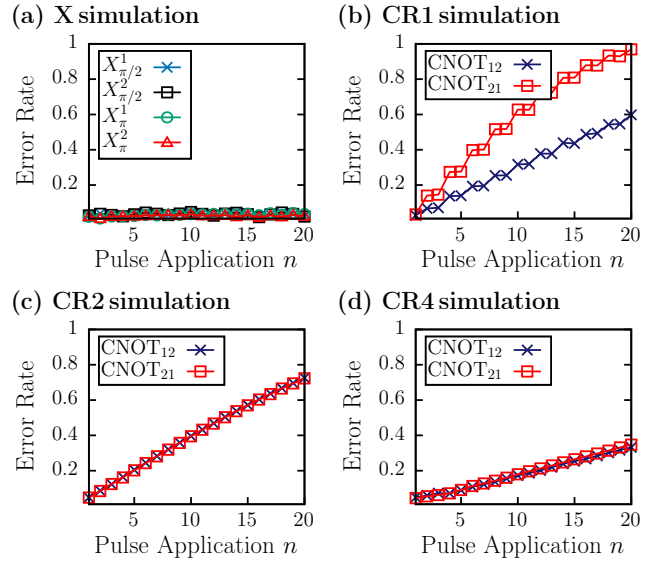 (a) X simulation
Error Rate
1
0.8
0.6
0.4
0.2
X¹π/2
X²π/2
X¹π
X²π
5 10 15 20
Pulse Application n
(b) CR1 simulation
Error Rate
1
0.8
0.6
0.4
0.2
CNOT₁₂
CNOT₂₁
5 10 15 20
Pulse Application n
(c) CR2 simulation
Error Rate
1
0.8
0.6
0.4
0.2
CNOT₁₂
CNOT₂₁
5 10 15 20
Pulse Application n
(d) CR4 simulation
Error Rate
1
0.8
0.6
0.4
0.2
CNOT₁₂
CNOT₂₁
5 10 15 20
Pulse Application n